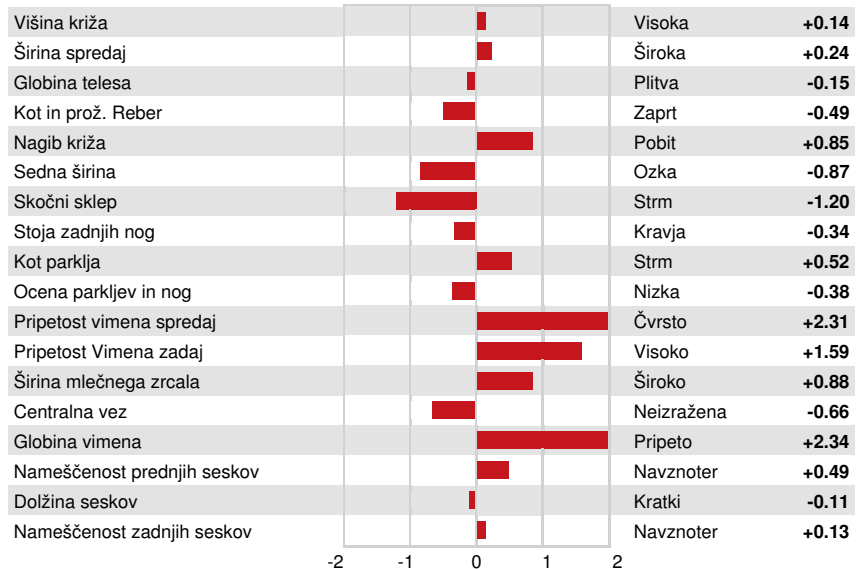 Višina križa Visoka +0.14
Širina spredaj Široka +0.24
Globina telesa Plitva -0.15
Kot in prož. Reber Zaprt -0.49
Nagib križa Pobit +0.85
Sedna širina Ozka -0.87
Skočni sklep Strm -1.20
Stoja zadnjih nog Kravja -0.34
Kot parklja Strm +0.52
Ocena parkljev in nog Nizka -0.38
Pripetost vimena spredaj Čvrsto +2.31
Pripetost Vimena zadaj Visoko +1.59
Širina mlečnega zrcala Široko +0.88
Centralna vez Neizražena -0.66
Globina vimena Pripeto +2.34
Nameščenost prednjih seskov Navznoter +0.49
Dolžina seskov Kratki -0.11
Nameščenost zadnjih seskov Navznoter +0.13
-2 -1 0 1 2